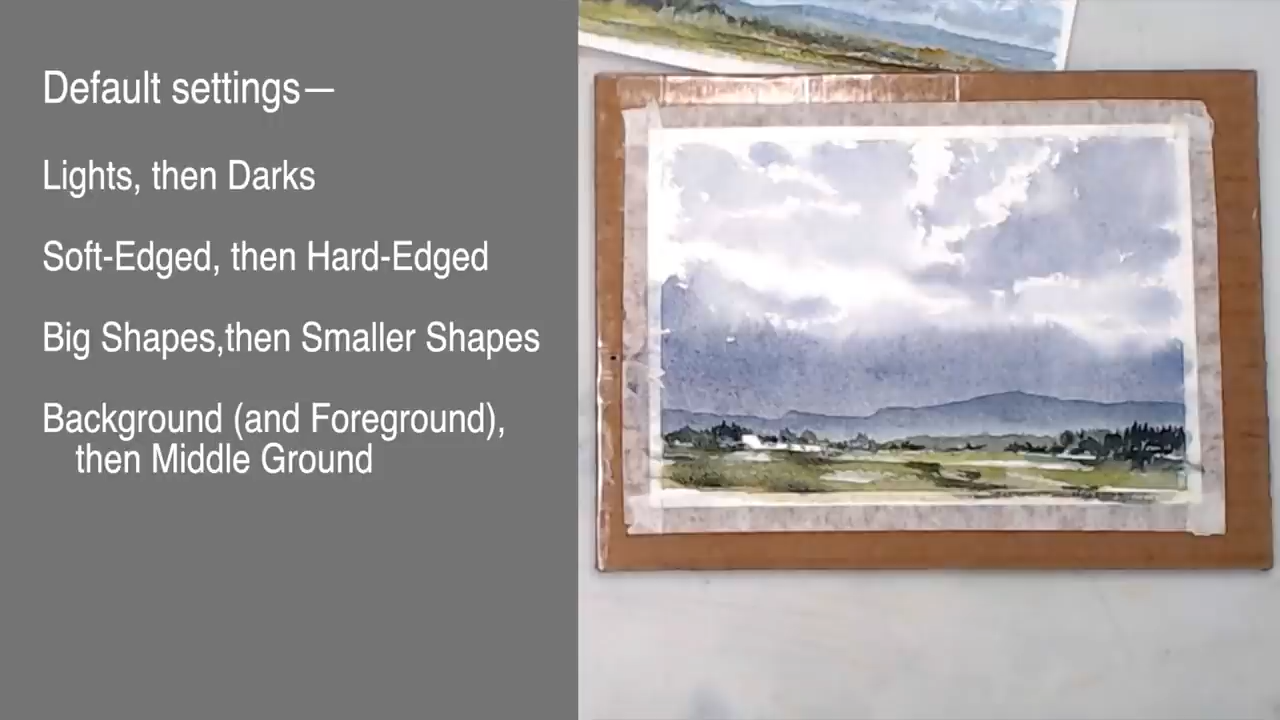 Default settings—
Lights, then Darks
Soft-Edged, then Hard-Edged
Big Shapes,then Smaller Shapes
Background (and Foreground),
then Middle Ground